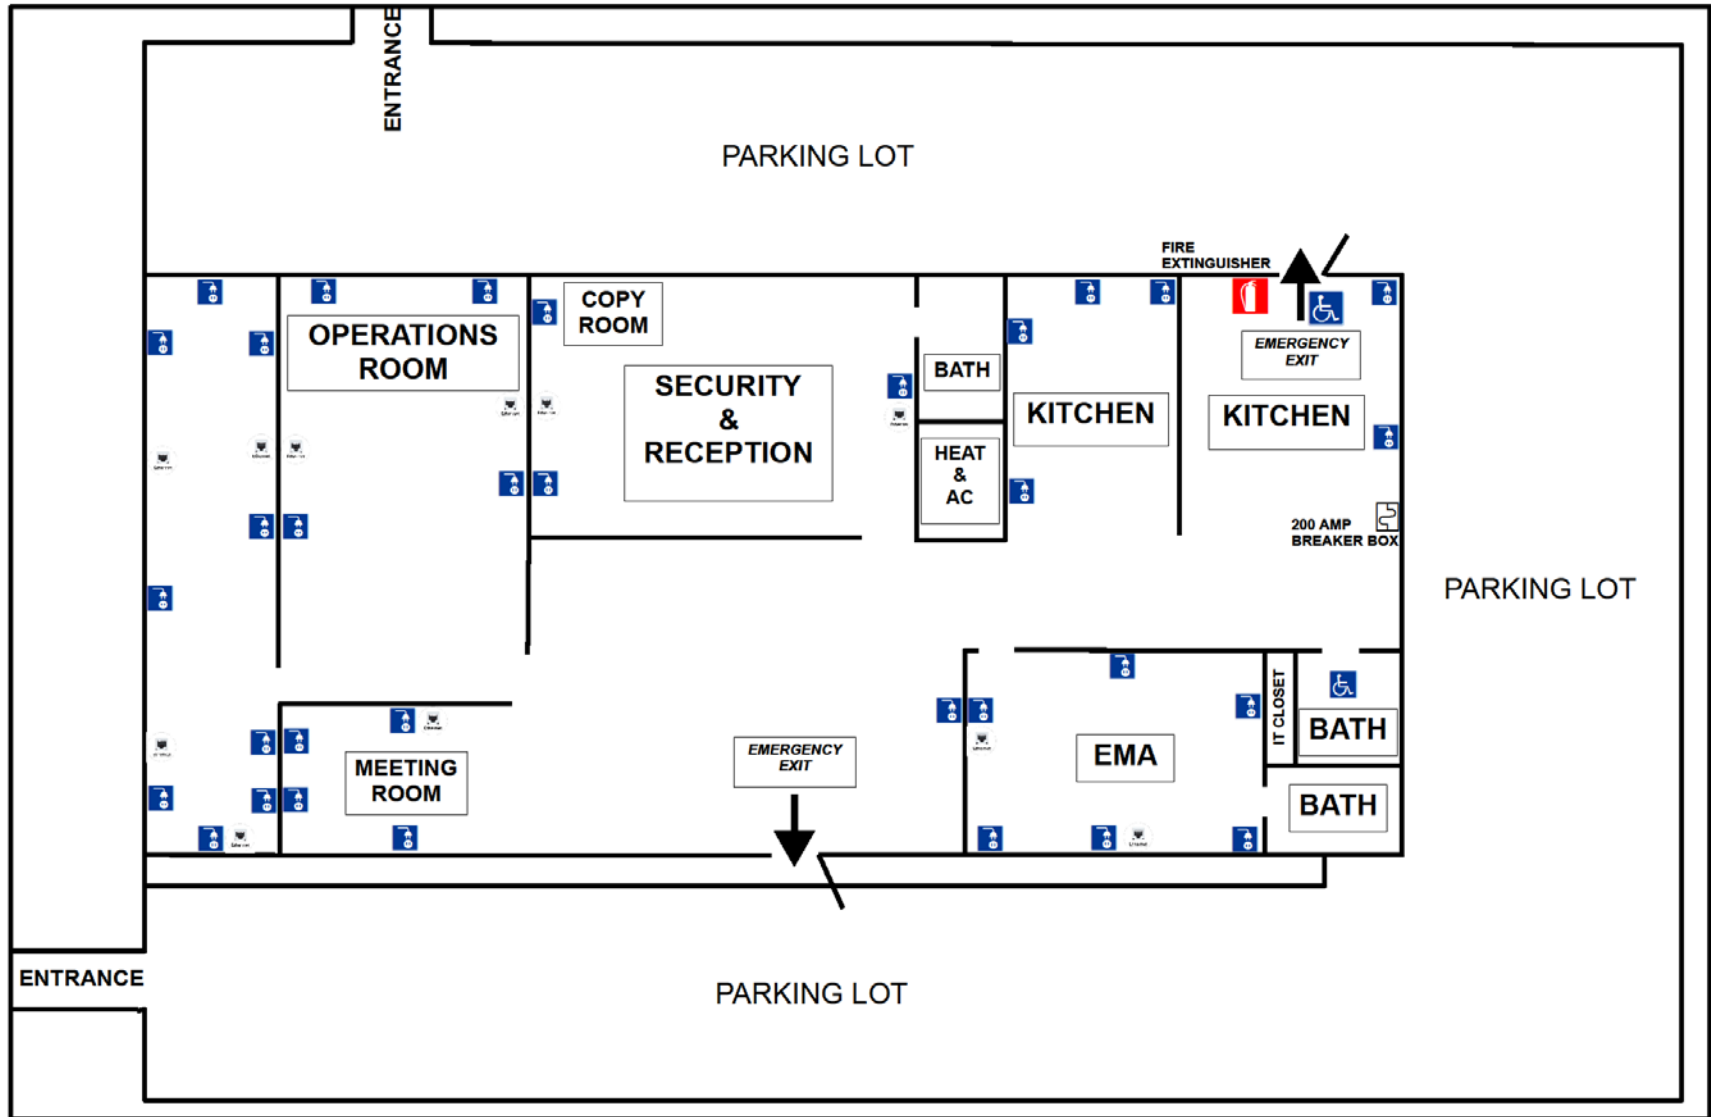 ENTRANCE
PARKING LOT
FIRE
EXTINGUISHER
COPY
ROOM
OPERATIONS
ROOM
EMERGENCY
EXIT
SECURITY
&
RECEPTION
BATH
KITCHEN
KITCHEN
HEAT
&
AC
200 AMP
BREAKER BOX
PARKING LOT
IT CLOSET
BATH
EMERGENCY
EXIT
EMA
MEETING
ROOM
BATH
ENTRANCE
PARKING LOT